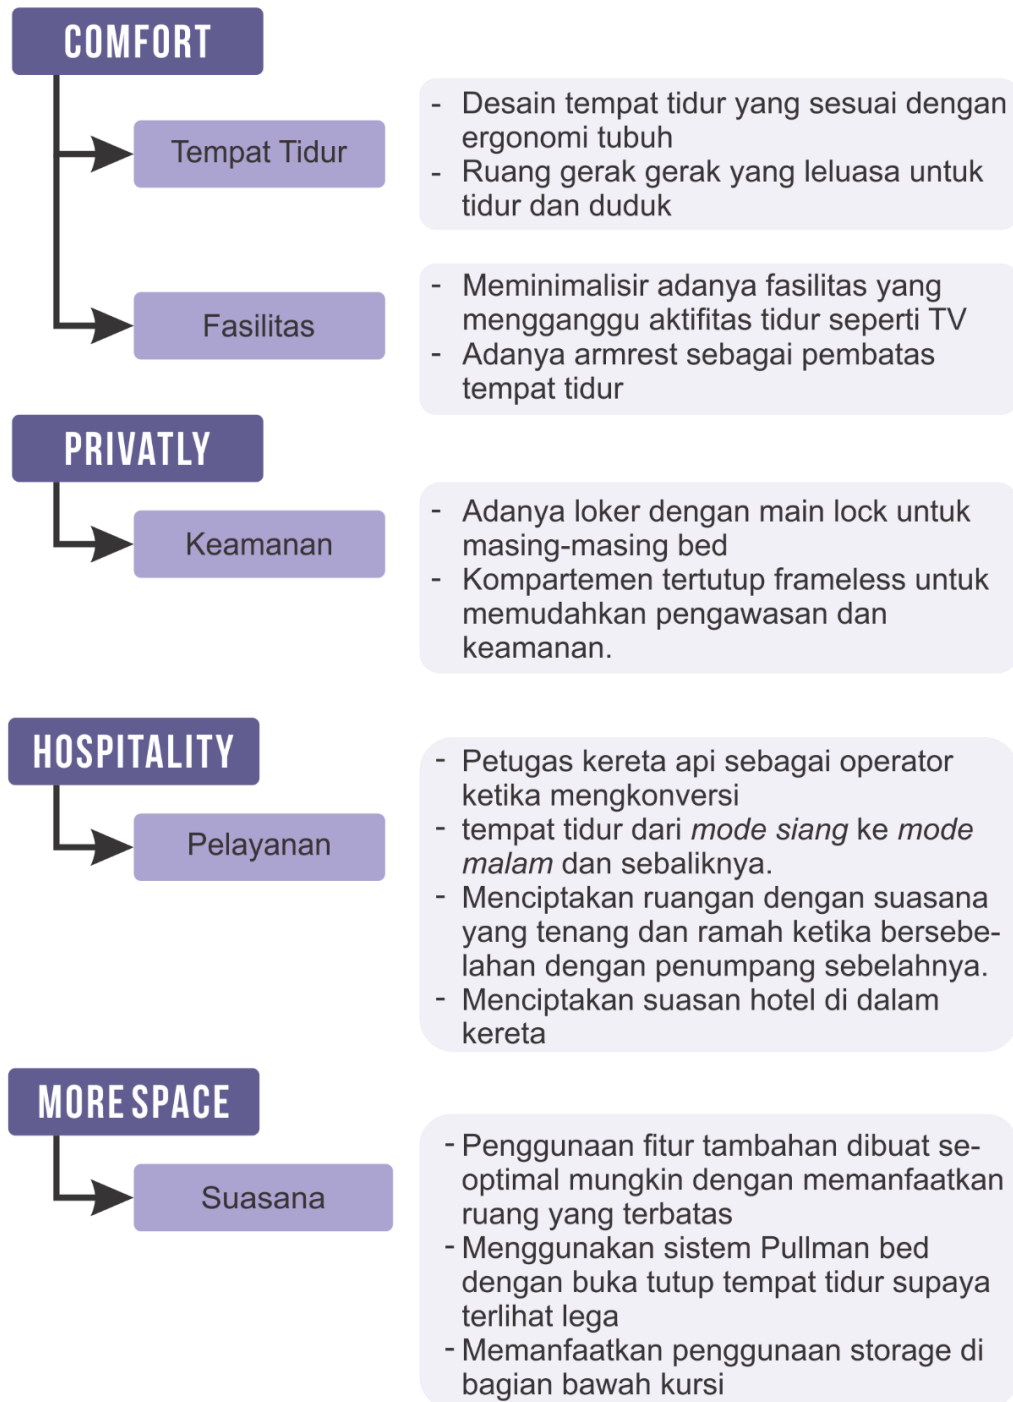 COMFORT
Tempat Tidur
- Desain tempat tidur yang sesuai dengan
ergonomi tubuh
- Ruang gerak gerak yang leluasa untuk
tidur dan duduk
Fasilitas
- Meminimalisir adanya fasilitas yang
mengganggu aktifitas tidur seperti TV
- Adanya armrest sebagai pembatas
tempat tidur
PRIVATLY
Keamanan
- Adanya loker dengan main lock untuk
masing-masing bed
- Kompartemen tertutup frameless untuk
memudahkan pengawasan dan
keamanan.
HOSPITALITY
Pelayanan
- Petugas kereta api sebagai operator
ketika mengkonversi
- tempat tidur dari mode siang ke mode
malam dan sebaliknya.
- Menciptakan ruangan dengan suasana
yang tenang dan ramah ketika bersebe-
lahan dengan penumpang sebelahnya.
- Menciptakan suasan hotel di dalam
kereta
MORE SPACE
Suasana
- Penggunaan fitur tambahan dibuat se-
optimal mungkin dengan memanfaatkan
ruang yang terbatas
- Menggunakan sistem Pullman bed
dengan buka tutup tempat tidur supaya
terlihat lega
- Memanfaatkan penggunaan storage di
bagian bawah kursi